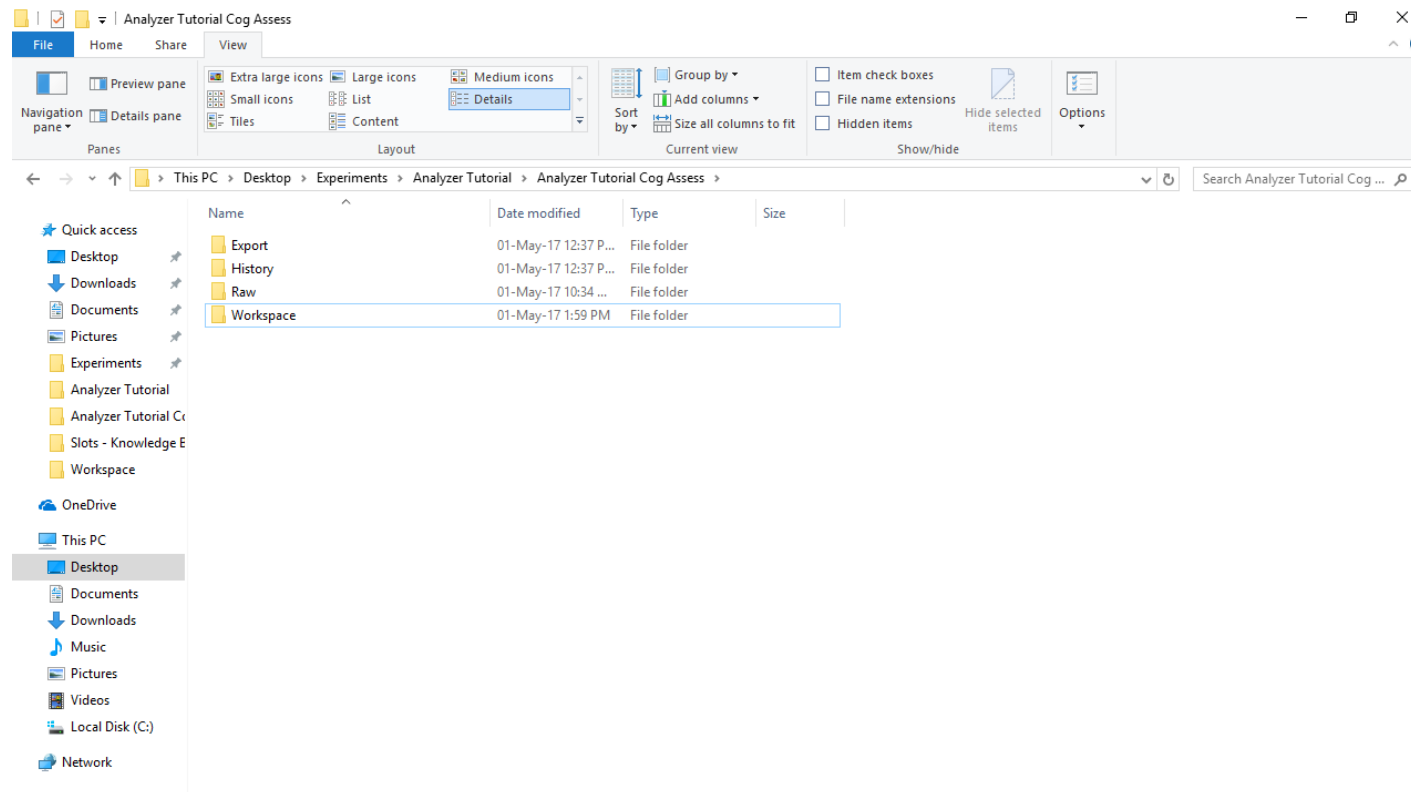 Analyzer Tutorial Cog Assess
File Home Share View
Navigation pane
Preview pane
Details pane
Panes
Extra large icons Large icons Medium icons
Small icons List Details
Tiles Content
Layout
Sort by
Group by
Add columns
Size all columns to fit
Current view
Item check boxes
File name extensions
Hidden items
Hide selected items
Show/hide
Options
This PC > Desktop > Experiments > Analyzer Tutorial > Analyzer Tutorial Cog Assess >
Search Analyzer Tutorial Cog ...
Quick access
Desktop
Downloads
Documents
Pictures
Experiments
Analyzer Tutorial
Analyzer Tutorial Co
Slots - Knowledge E
Workspace
OneDrive
This PC
Desktop
Documents
Downloads
Music
Pictures
Videos
Local Disk (C:)
Network
Name Date modified Type Size
Export 01-May-17 12:37 P... File folder
History 01-May-17 12:37 P... File folder
Raw 01-May-17 10:34 ... File folder
Workspace 01-May-17 1:59 PM File folder